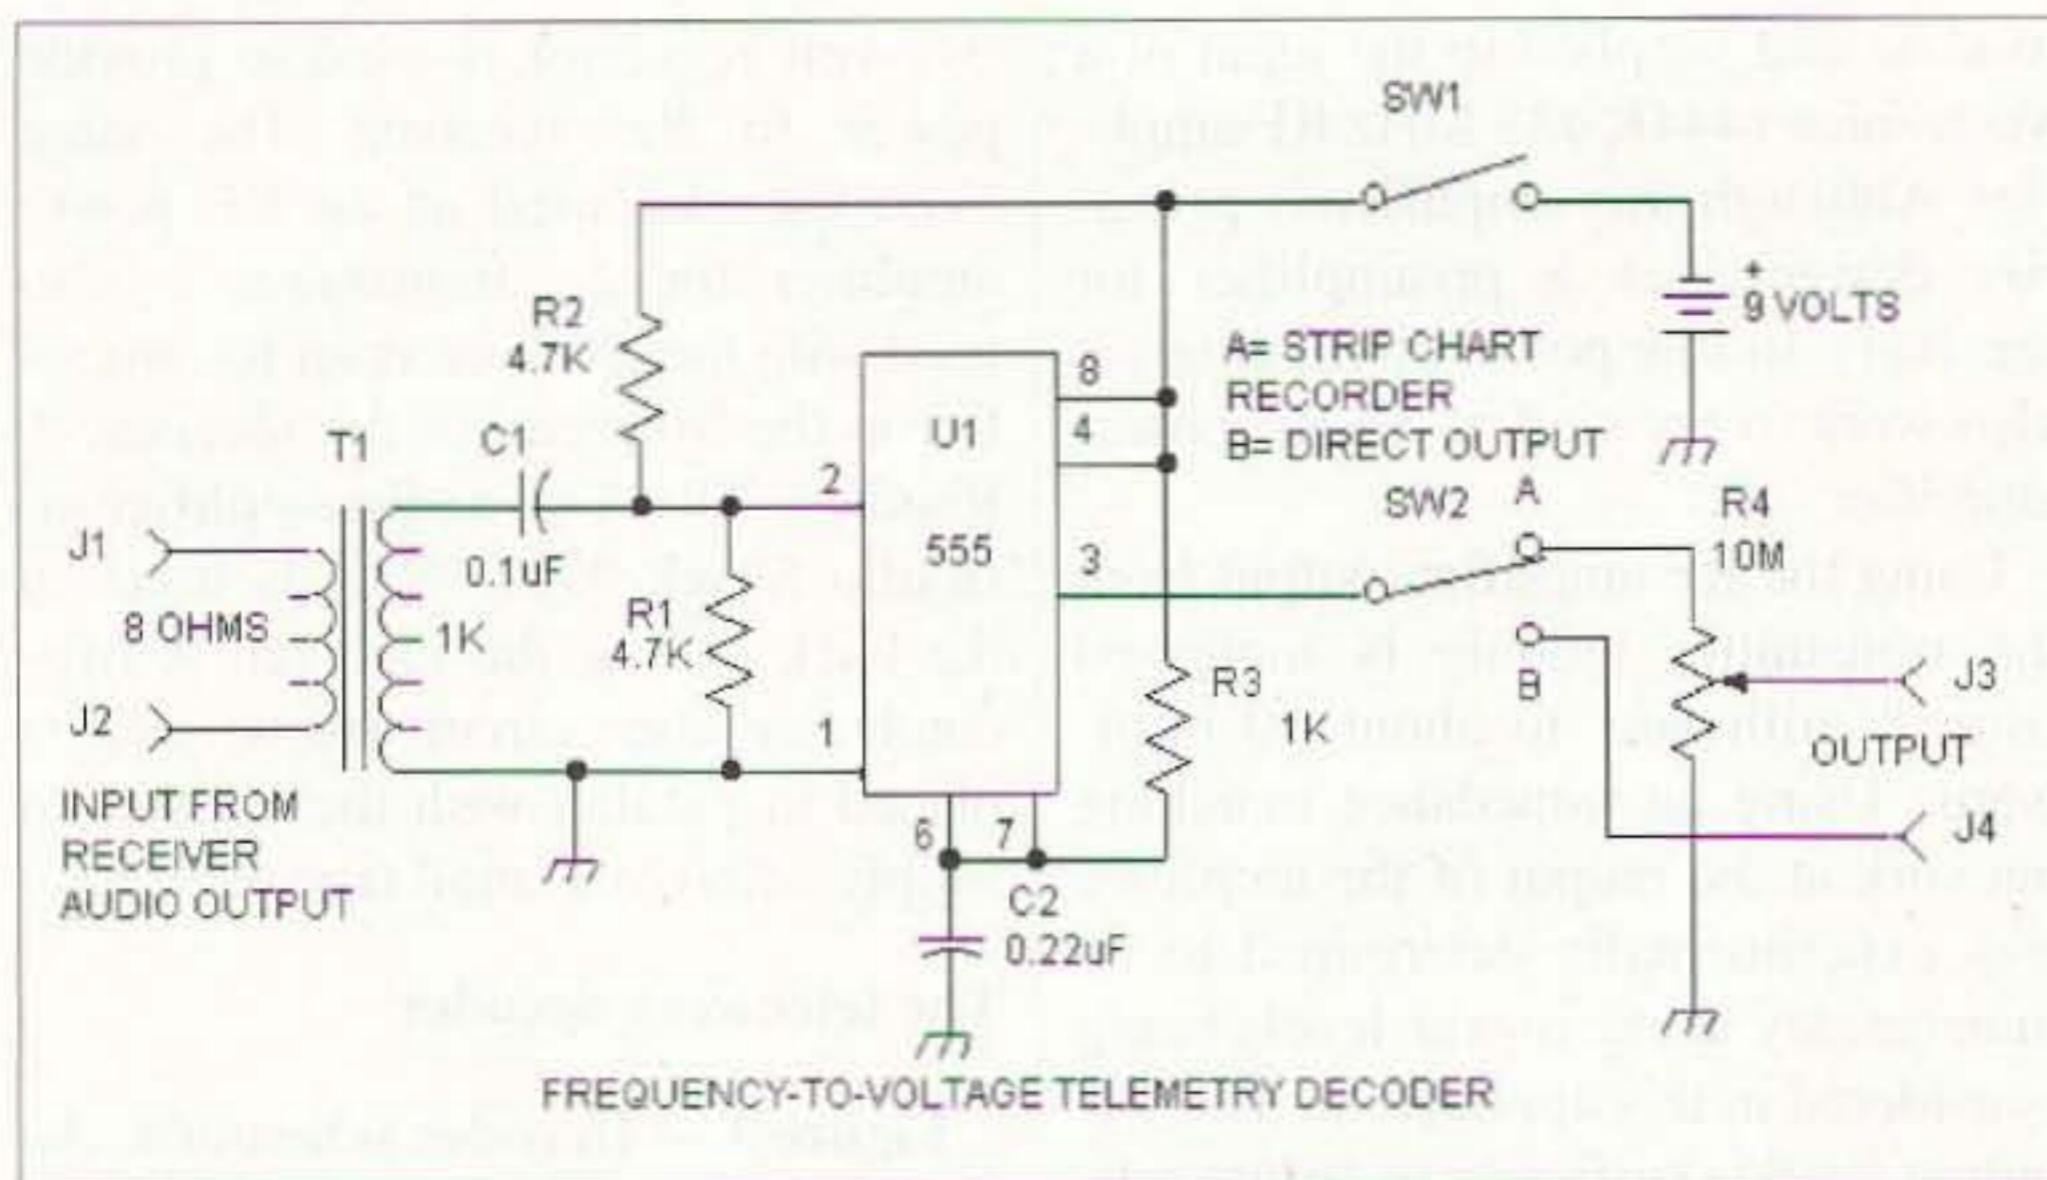 SW1
+
9 VOLTS
R2
4.7K
A= STRIP CHART
RECORDER
B= DIRECT OUTPUT
8
4
U1
555
T1
C1
0.1uF
2
3
SW2
A
B
R4
10M
J1
8 OHMS
1K
J2
R1
4.7K
1
R3
1K
J3
OUTPUT
J4
INPUT FROM
RECEIVER
AUDIO OUTPUT
6
7
C2
0.22uF
FREQUENCY-TO-VOLTAGE TELEMETRY DECODER